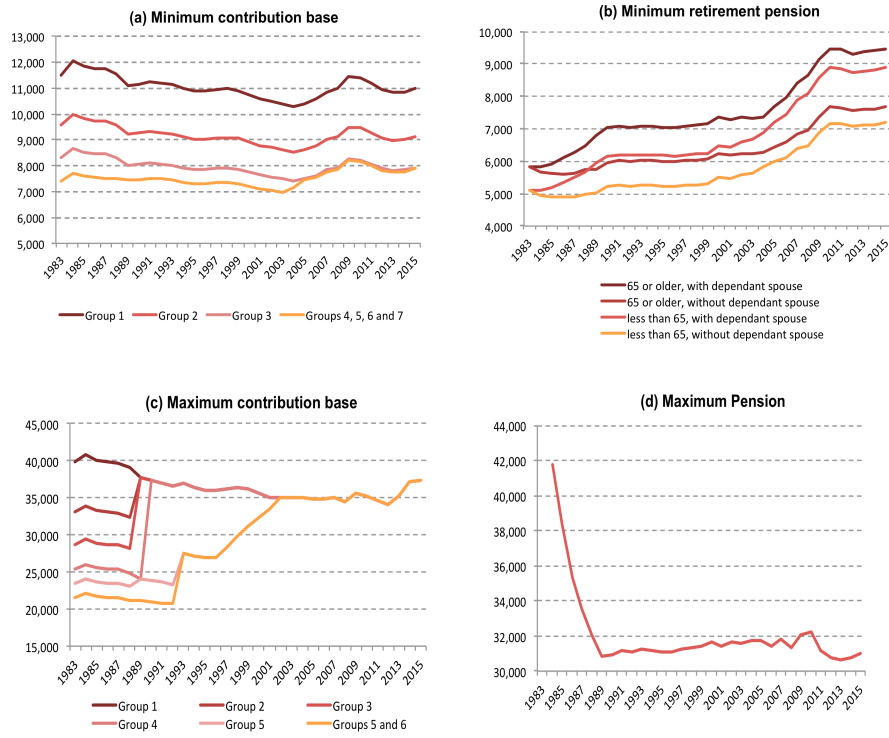 (a) Minimum contribution base
13,000
12,000
11,000
10,000
9,000
8,000
7,000
6,000
5,000
1983 1985 1987 1989 1991 1993 1995 1997 1999 2001 2003 2005 2007 2009 2011 2013 2015
Group 1 Group 2 Group 3 Groups 4, 5, 6 and 7
(b) Minimum retirement pension
10,000
9,000
8,000
7,000
6,000
5,000
4,000
1983 1985 1987 1989 1991 1993 1995 1997 1999 2001 2003 2005 2007 2009 2011 2013 2015
65 or older, with dependant spouse
65 or older, without dependant spouse
less than 65, with dependant spouse
less than 65, without dependant spouse
(c) Maximum contribution base
45,000
40,000
35,000
30,000
25,000
20,000
15,000
1983 1985 1987 1989 1991 1993 1995 1997 1999 2001 2003 2005 2007 2009 2011 2013 2015
Group 1 Group 2 Group 3
Group 4 Group 5 Groups 5 and 6
(d) Maximum Pension
44,000
42,000
40,000
38,000
36,000
34,000
32,000
30,000
1983 1985 1987 1989 1991 1993 1995 1997 1999 2001 2003 2005 2007 2009 2011 2013 2015